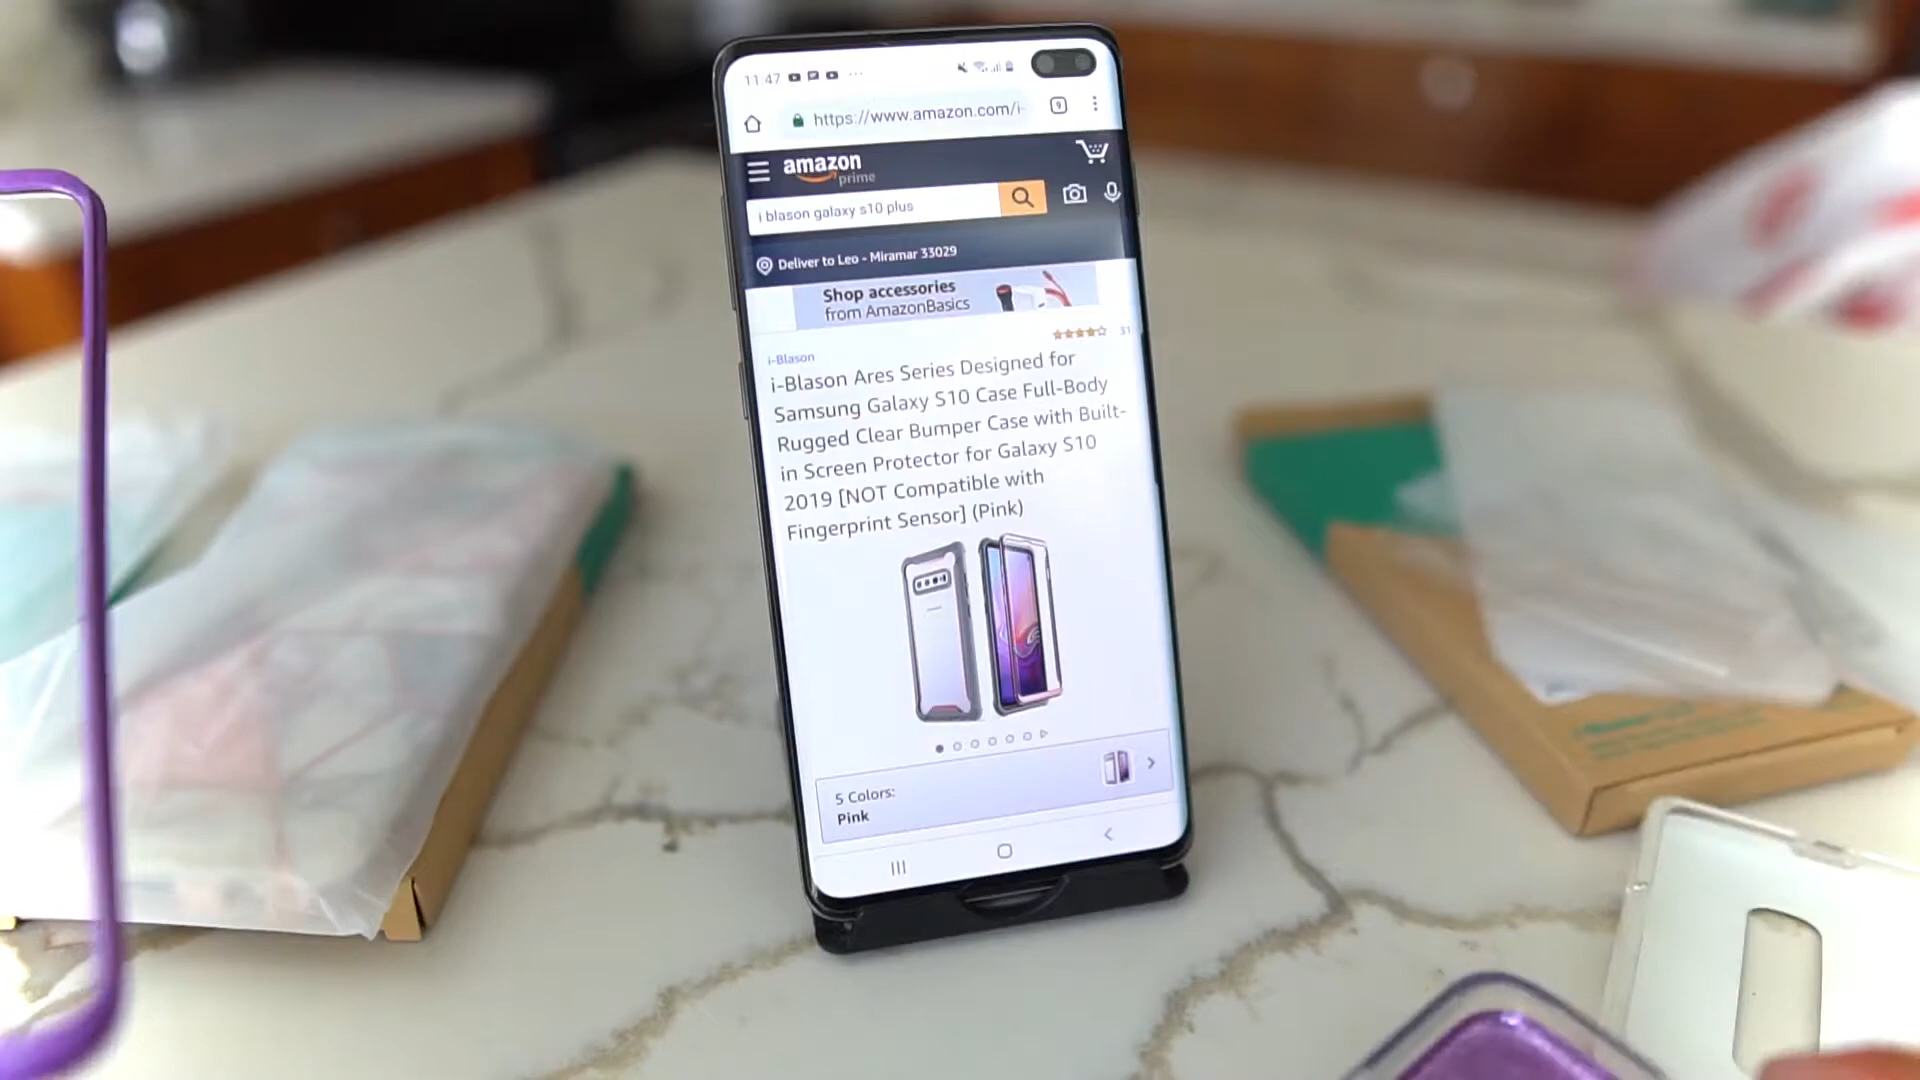 11:47
https://www.amazon.com/i-
9
amazon
prime
i blason galaxy s10 plus
Deliver to Leo - Miramar 33029
Shop accessories
from AmazonBasics
31
i-Blason
i-Blason Ares Series Designed for
Samsung Galaxy S10 Case Full-Body
Rugged Clear Bumper Case with Built-
in Screen Protector for Galaxy S10
2019 [NOT Compatible with
Fingerprint Sensor] (Pink)
5 Colors:
Pink